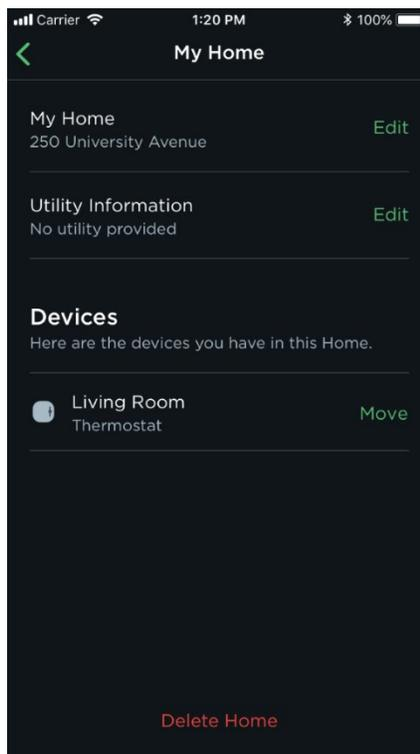 Carrier 1:20 PM 100%
My Home
My Home
250 University Avenue
Edit
Utility Information
No utility provided
Edit
Devices
Here are the devices you have in this Home.
Living Room
Thermostat
Move
Delete Home